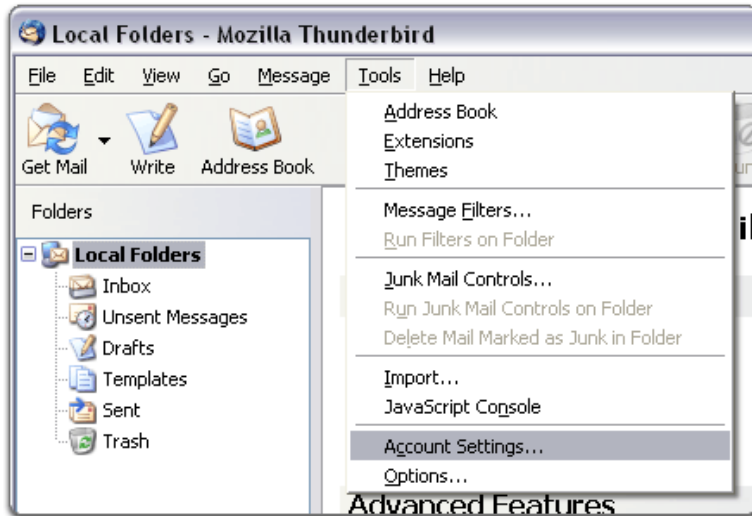 Local Folders - Mozilla Thunderbird
File Edit View Go Message Tools Help
Get Mail Write Address Book
Folders
Local Folders
Inbox
Unsent Messages
Drafts
Templates
Sent
Trash
Address Book
Extensions
Themes
Message Filters...
Run Filters on Folder
Junk Mail Controls...
Run Junk Mail Controls on Folder
Delete Mail Marked as Junk in Folder
Import...
JavaScript Console
Account Settings...
Options...
Advanced Features